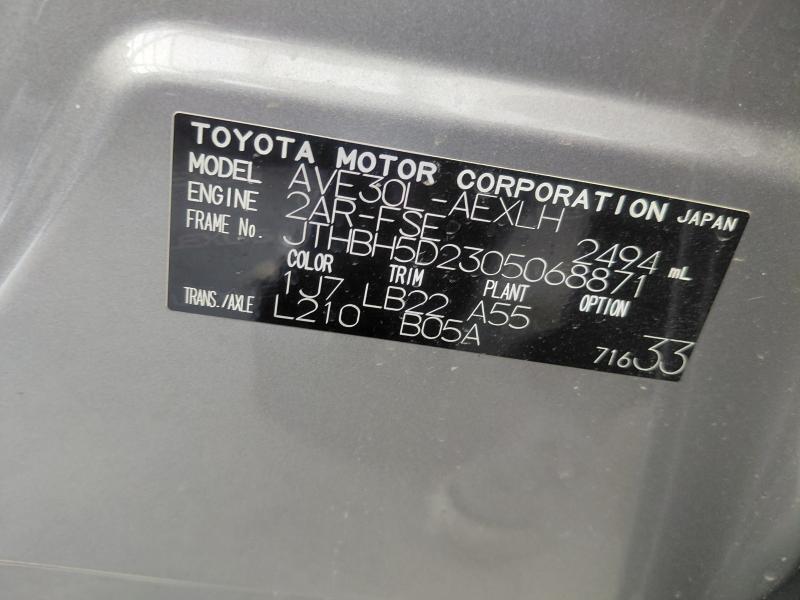 TOYOTA MOTOR CORPORATION JAPAN
MODEL AVE30L-AEXLH
ENGINE 2AR-FSE 2494 mL
FRAME No. JTHBH5D2305068871
COLOR TRIM PLANT OPTION
1J7 LB22 A55
TRANS./AXLE L210 B05A
71633